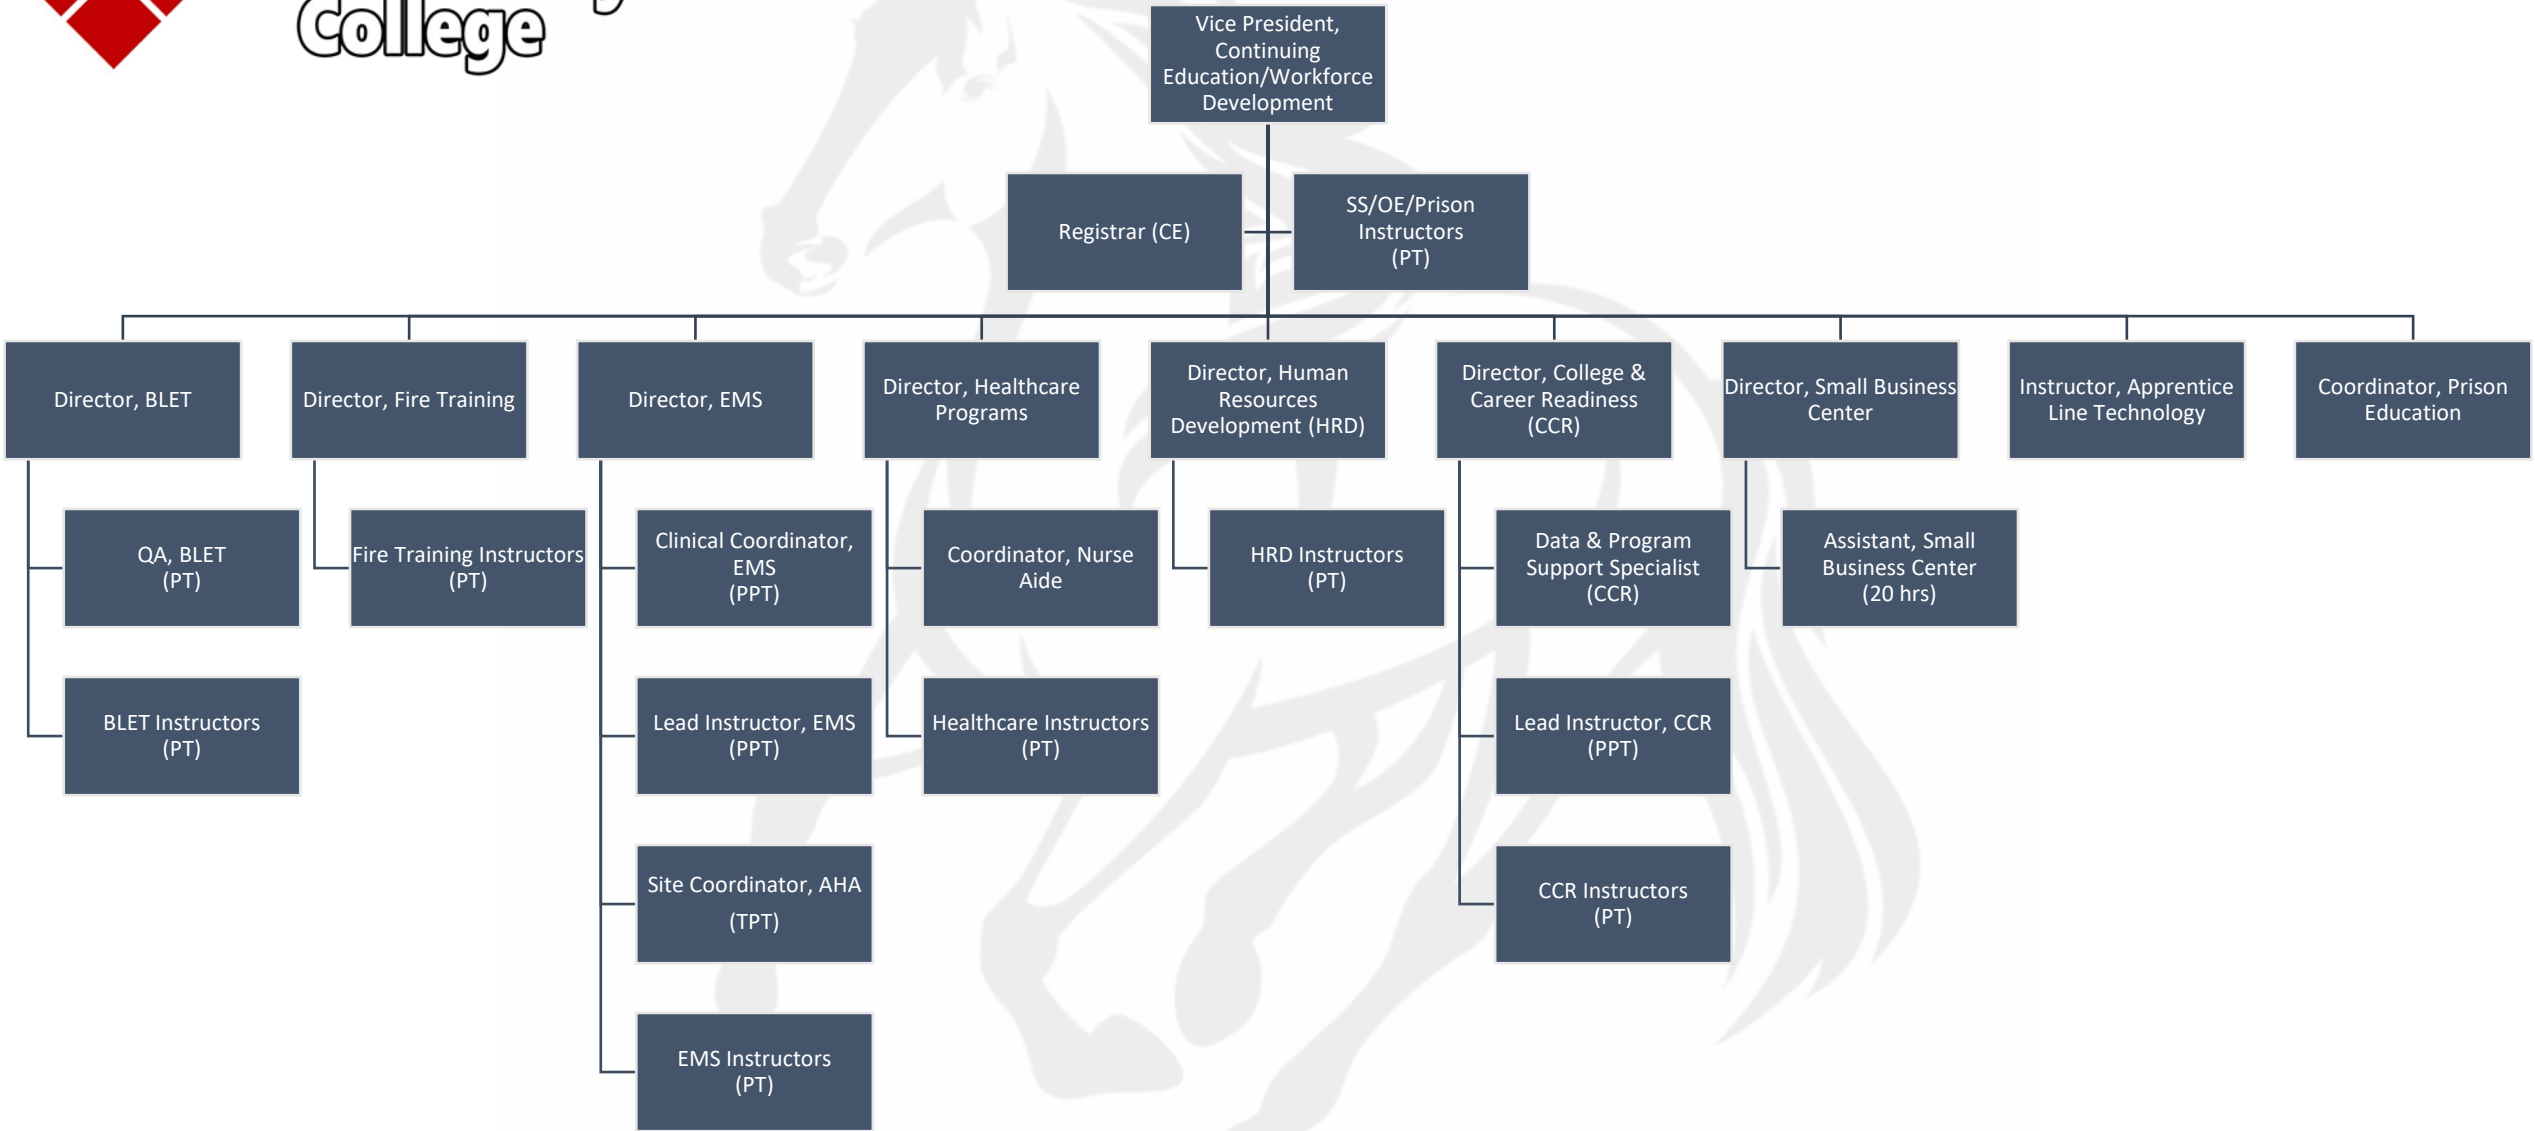 College
Vice President,
Continuing
Education/Workforce
Development
Registrar (CE)
SS/OE/Prison
Instructors
(PT)
Director, BLET
Director, Fire Training
Director, EMS
Director, Healthcare
Programs
Director, Human
Resources
Development (HRD)
Director, College &
Career Readiness
(CCR)
Director, Small Business
Center
Instructor, Apprentice
Line Technology
Coordinator, Prison
Education
QA, BLET
(PT)
Fire Training Instructors
(PT)
Clinical Coordinator,
EMS
(PPT)
Coordinator, Nurse
Aide
HRD Instructors
(PT)
Data & Program
Support Specialist
(CCR)
Assistant, Small
Business Center
(20 hrs)
BLET Instructors
(PT)
Lead Instructor, EMS
(PPT)
Healthcare Instructors
(PT)
Lead Instructor, CCR
(PPT)
Site Coordinator, AHA
(TPT)
CCR Instructors
(PT)
EMS Instructors
(PT)